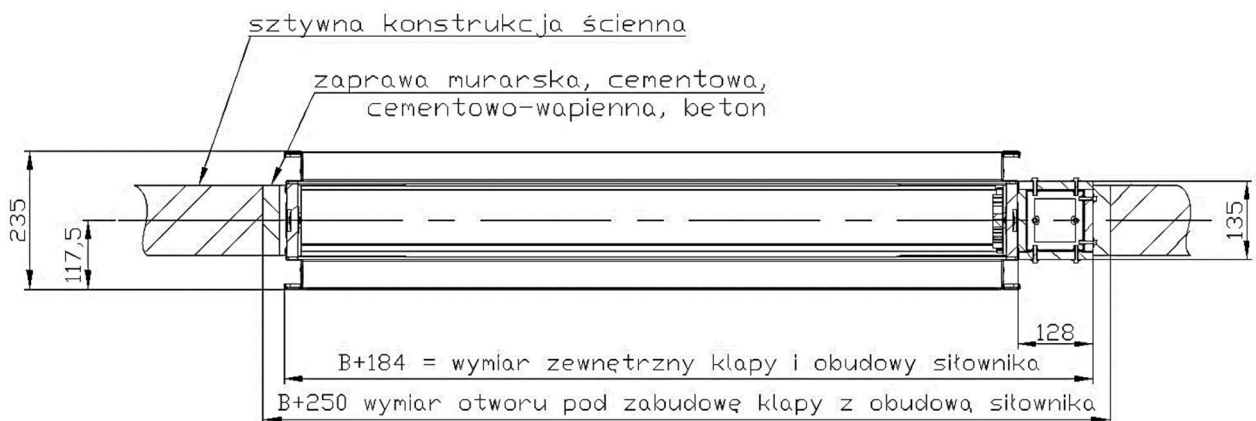 sztywna konstrukcja ścienna
zaprawa murarska, cementowa,
cementowo-wapienna, beton
235
117,5
135
128
B+184 = wymiar zewnętrzny klapy i obudowy siłownika
B+250 wymiar otworu pod zabudowę klapy z obudową siłownika